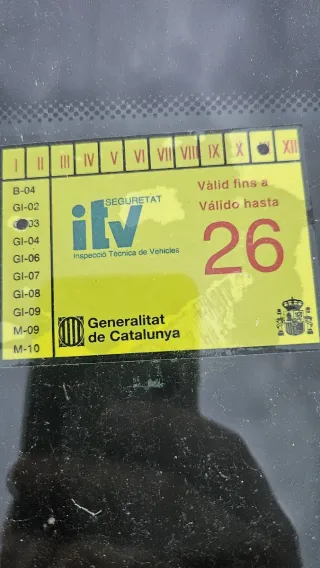 I II III IV V VI VII VIII IX X XII
B-04
GI-02
03
GI-04
GI-06
GI-07
GI-08
GI-09
M-09
M-10
SEGURETAT
itv
Inspecció Tècnica de Vehicles
Vàlid fins a
Válido hasta
26
Generalitat
de Catalunya